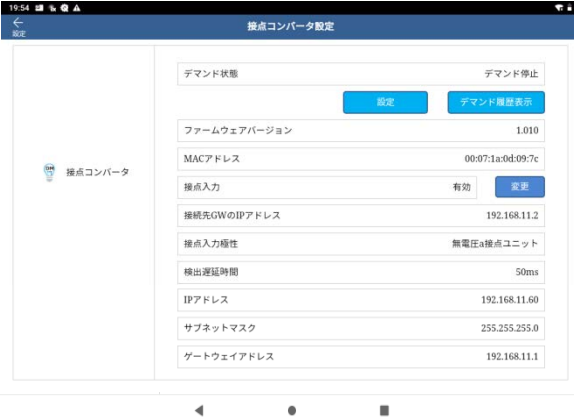 19:54
接点コンバータ設定
設定
接点コンバータ
デマンド状態 デマンド停止
設定 デマンド履歴表示
ファームウェアバージョン 1.010
MACアドレス 00:07:1a:0d:09:7c
接点入力 有効 変更
接続先GWのIPアドレス 192.168.11.2
接点入力極性 無電圧a接点ユニット
検出遅延時間 50ms
IPアドレス 192.168.11.60
サブネットマスク 255.255.255.0
ゲートウェイアドレス 192.168.11.1